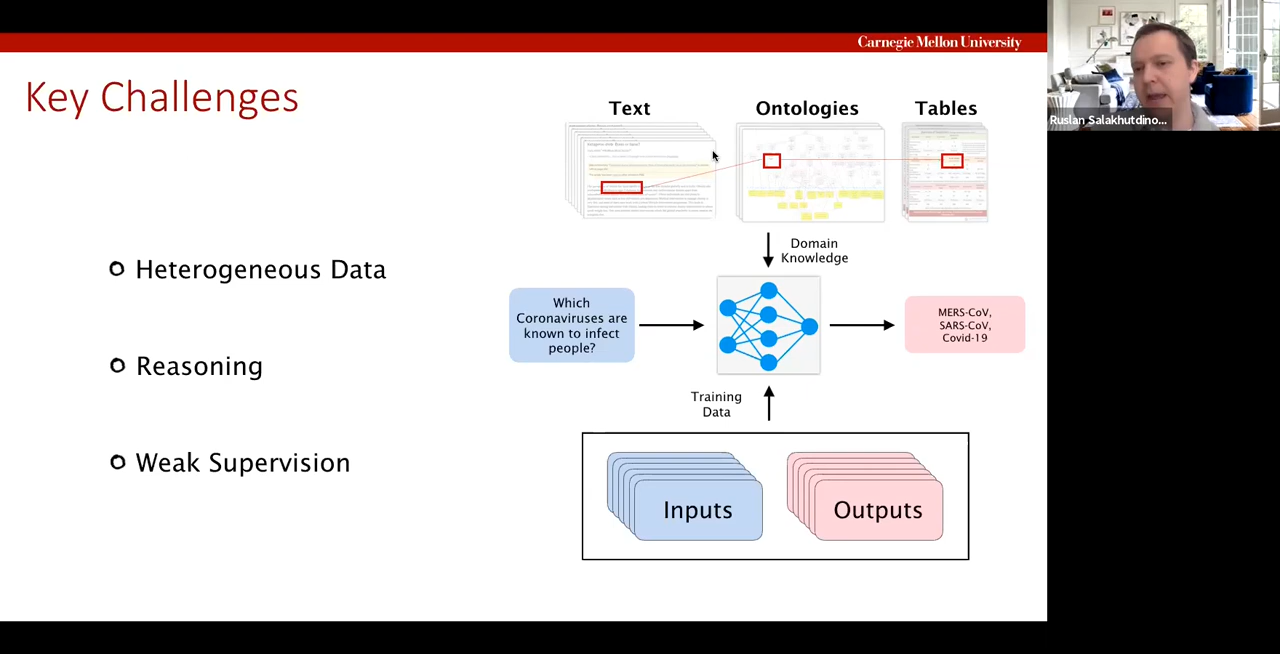 Carnegie Mellon University
Key Challenges
Text
Ontologies
Tables
Ruslan Salakhutdino...
Domain
Knowledge
Heterogeneous Data
Which
Coronaviruses are
known to infect
people?
MERS-CoV,
SARS-CoV,
Covid-19
Reasoning
Training
Data
Weak Supervision
Inputs
Outputs